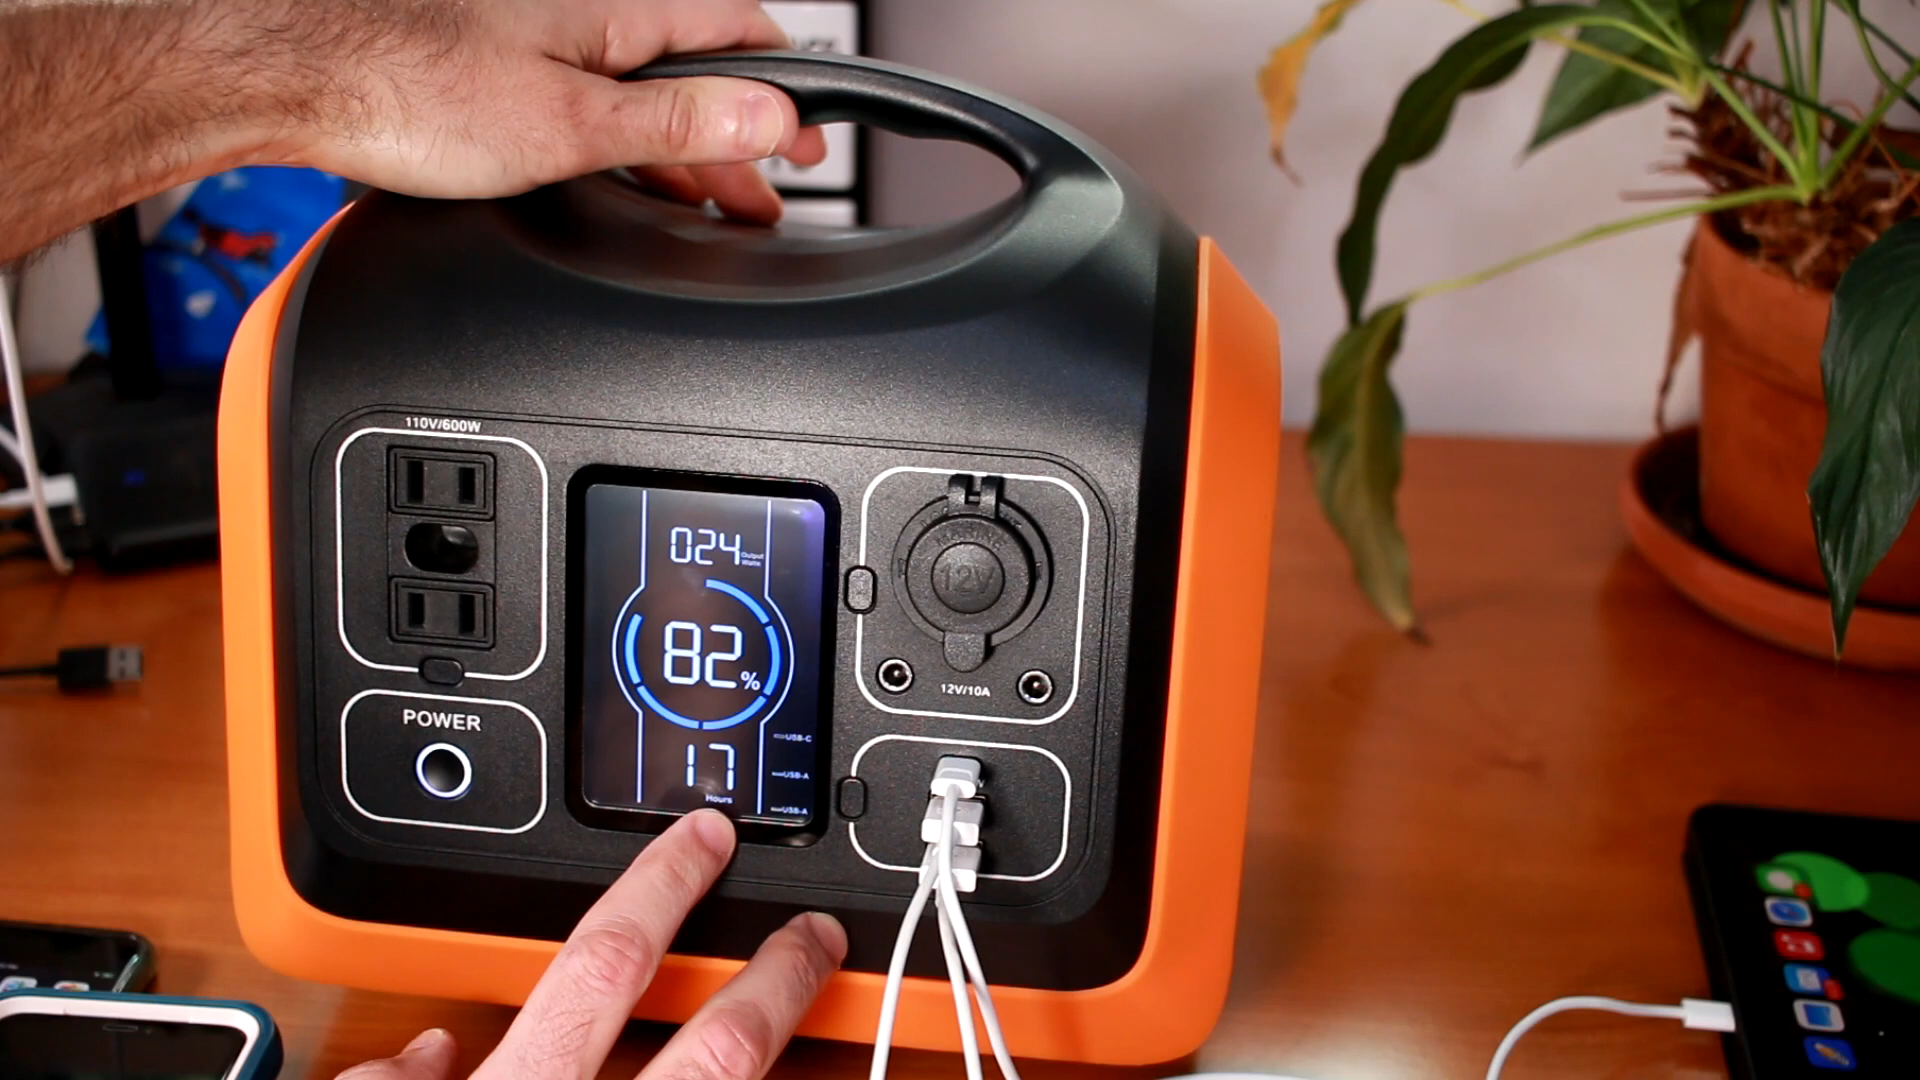 110V/600W
024 Output
Watts
82%
17
Hours
USB-C
USB-A
USB-A
POWER
12V
12V/10A